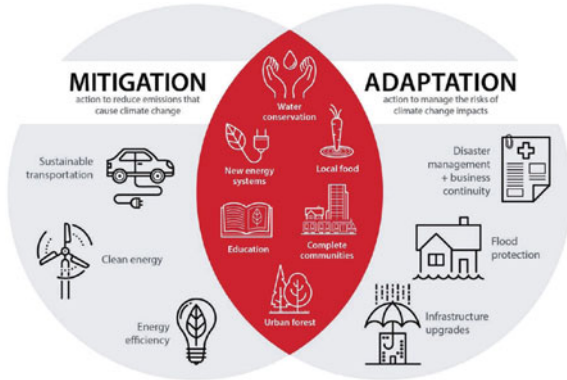 MITIGATION
action to reduce emissions that
cause climate change
ADAPTATION
action to manage the risks of
climate change impacts
Water
conservation
New energy
systems
Local food
Education
Complete
communities
Urban forest
Sustainable
transportation
Clean energy
Energy
efficiency
Disaster
management
+ business
continuity
Flood
protection
Infrastructure
upgrades